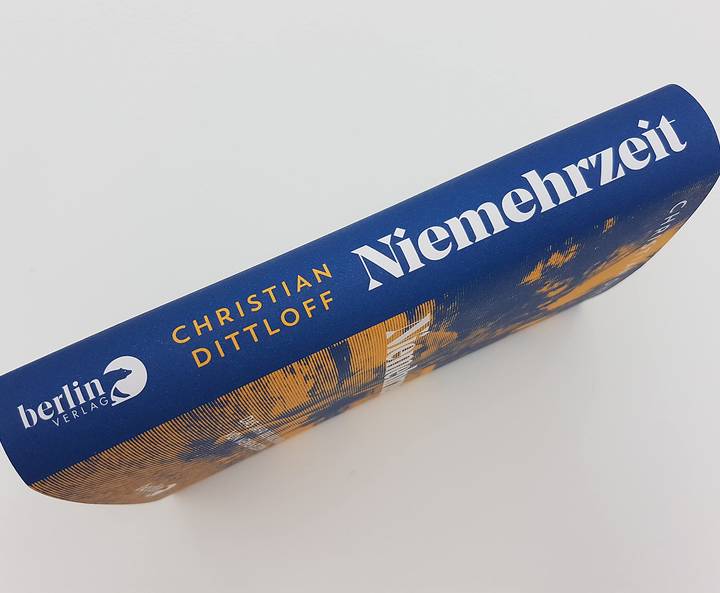 berlin
VERLAG
CHRISTIAN
DITTLOFF
Niemehrzeit